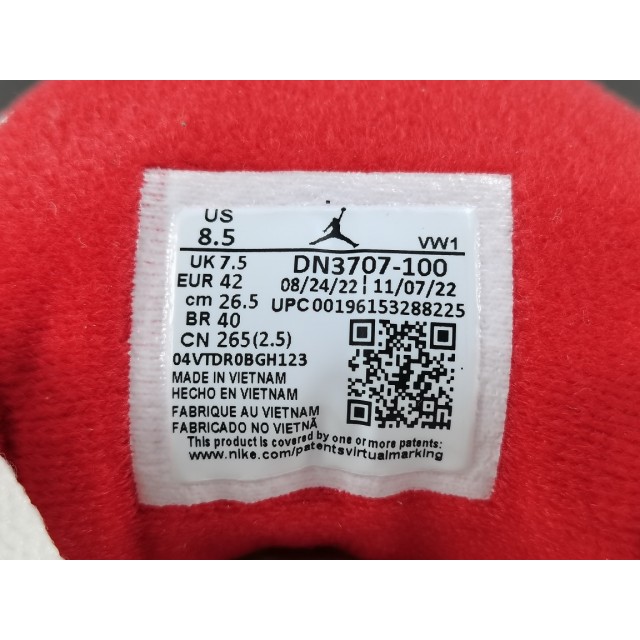 US
8.5
VW1
UK 7.5
DN3707-100
EUR 42
08/24/22 | 11/07/22
cm 26.5
UPC 00196153288225
BR 40
CN 265(2.5)
04VTDR0BGH123
MADE IN VIETNAM
HECHO EN VIETNAM
FABRIQUE AU VIETNAM
FABRICADO NO VIETNÃ
This product is covered by one or more patents:
www.nike.com/patentsvirtualmarking